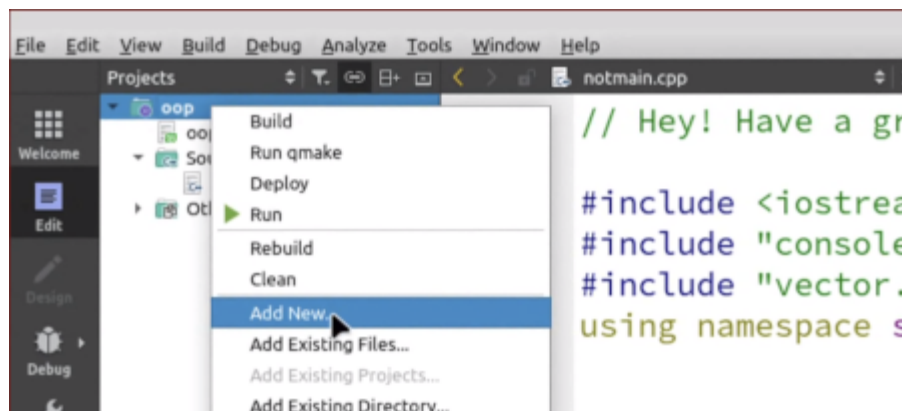 File Edit View Build Debug Analyze Tools Window Help
Projects
notmain.cpp
oop
Welcome
Edit
Design
Debug
Build
Run qmake
Deploy
Run
Rebuild
Clean
Add New...
Add Existing Files...
Add Existing Projects...
Add Existing Directory...
// Hey! Have a gr
#include <iostrea
#include "console
#include "vector.
using namespace s